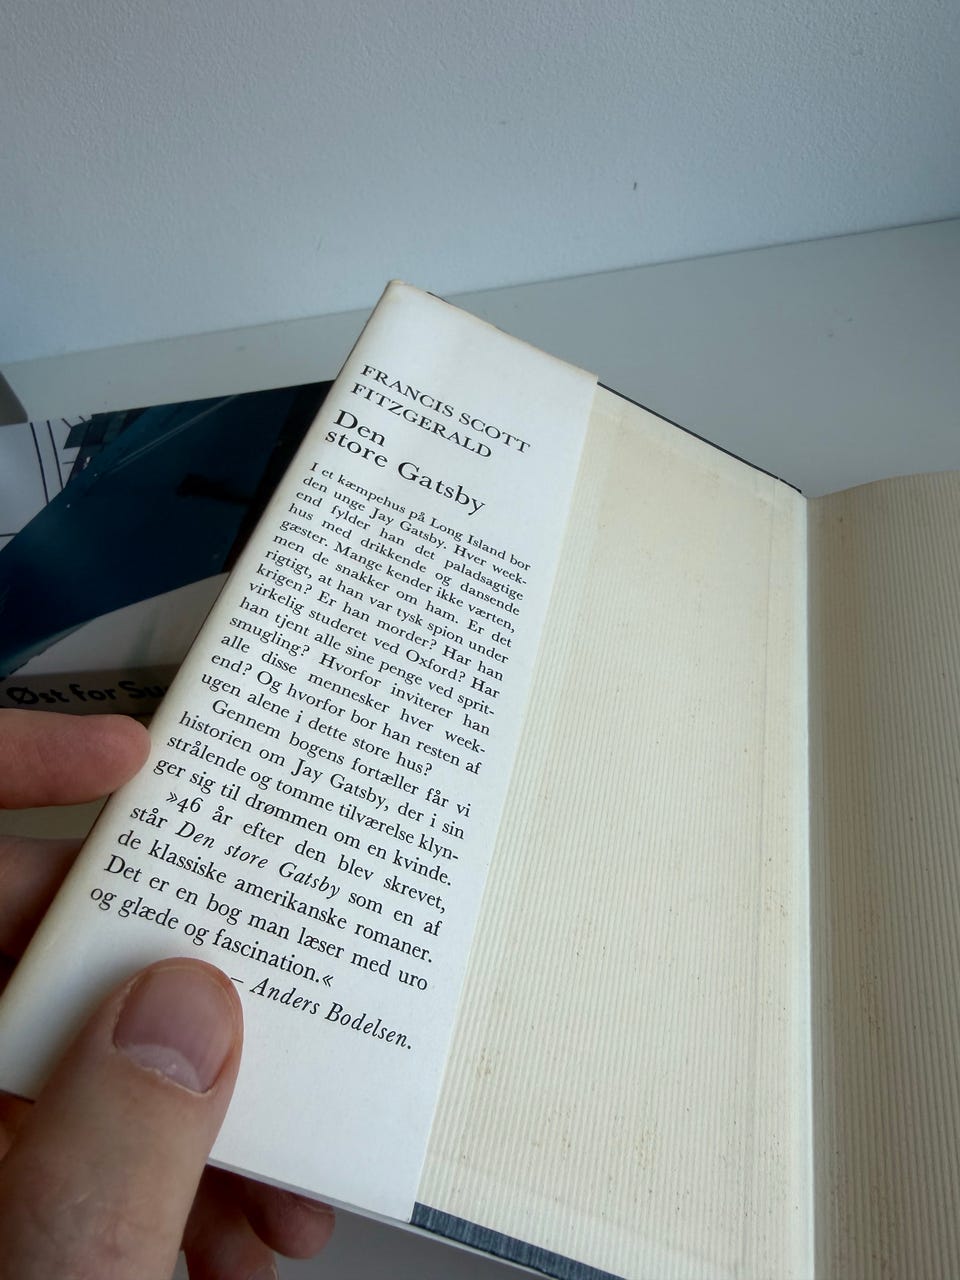 FRANCIS SCOTT
FITZGERALD
Den
store Gatsby
I et kæmpehus på Long Island bor
den unge Jay Gatsby. Hver week-
end fylder han det paladsagtige
hus med drikkende og dansende
gæster. Mange kender ikke værten,
men de snakker om ham. Er det
rigtigt, at han var tysk spion under
krigen? Er han morder? Har han
virkelig studeret ved Oxford? Har
han tjent alle sine penge ved sprit-
smugling? Hvorfor inviterer han
alle disse mennesker hver week-
end? Og hvorfor bor han resten af
ugen alene i dette store hus?
Gennem bogens fortæller får vi
historien om Jay Gatsby, der i sin
strålende og tomme tilværelse klyn-
ger sig til drømmen om en kvinde.
»46 år efter den blev skrevet,
står Den store Gatsby som en af
de klassiske amerikanske romaner.
Det er en bog man læser med uro
og glæde og fascination.«
– Anders Bodelsen.
Øst for Su